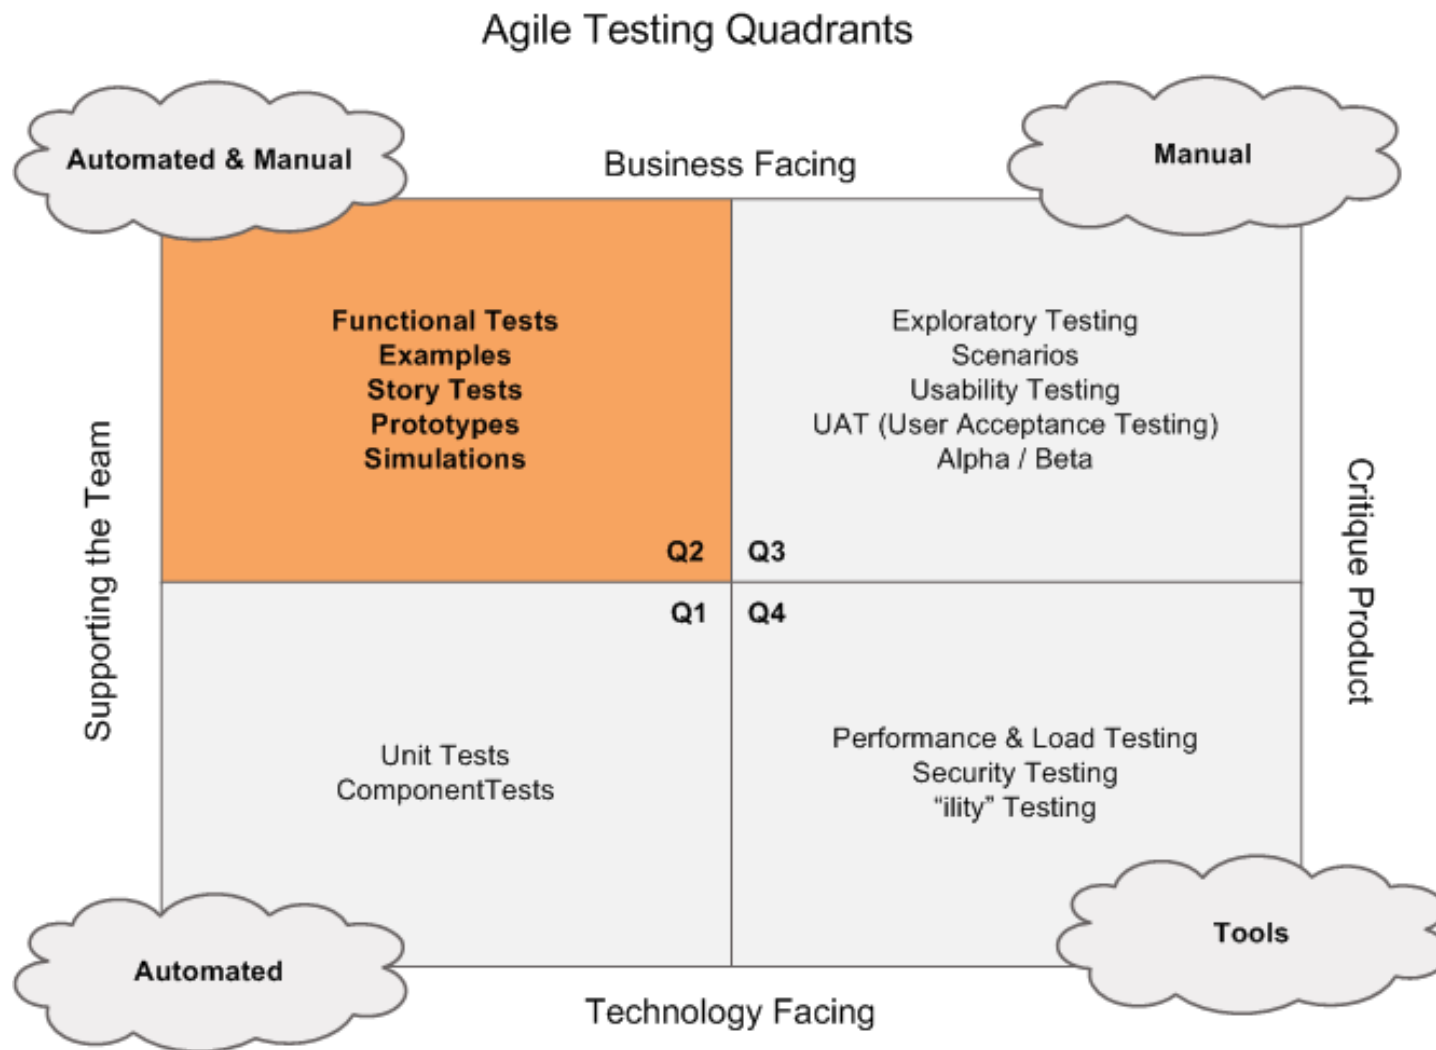 Agile Testing Quadrants
Automated & Manual
Business Facing
Manual
Functional Tests
Examples
Story Tests
Prototypes
Simulations
Q2
Exploratory Testing
Scenarios
Usability Testing
UAT (User Acceptance Testing)
Alpha / Beta
Q3
Supporting the Team
Critique Product
Q1
Unit Tests
ComponentTests
Q4
Performance & Load Testing
Security Testing
“ility” Testing
Automated
Technology Facing
Tools